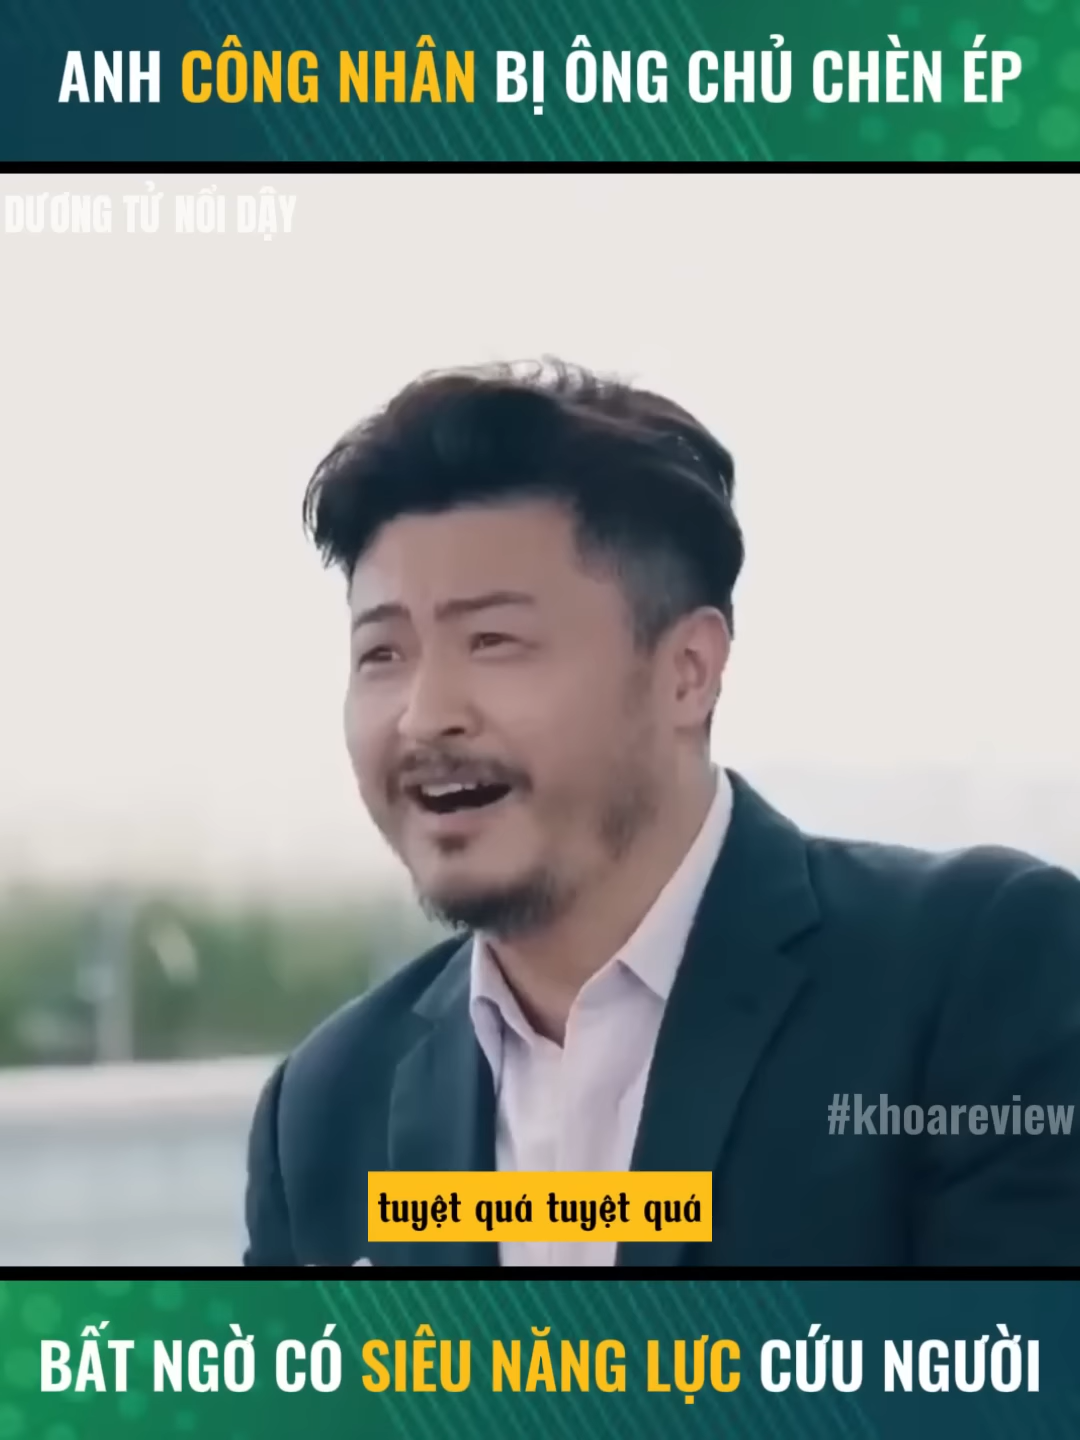 ANH CÔNG NHÂN BỊ ÔNG CHỦ CHÈN ÉP
DƯƠNG TỬ NỔI DẬY
#khoareview
tuyệt quá tuyệt quá
BẤT NGỜ CÓ SIÊU NĂNG LỰC CỨU NGƯỜI